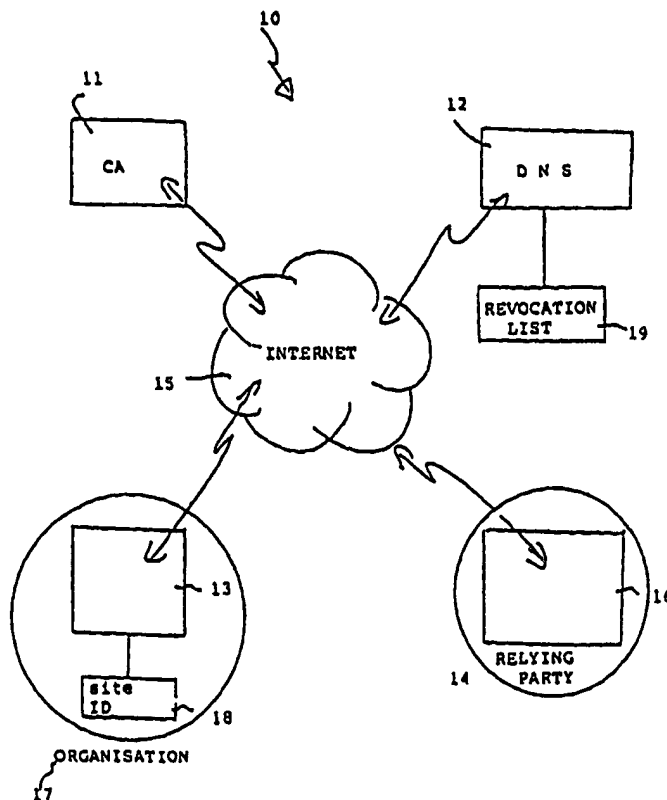 10
11
CA
12
D N S
REVOCATION
LIST
19
INTERNET
15
13
site
ID
18
ORGANISATION
17
16
RELYING
PARTY
14